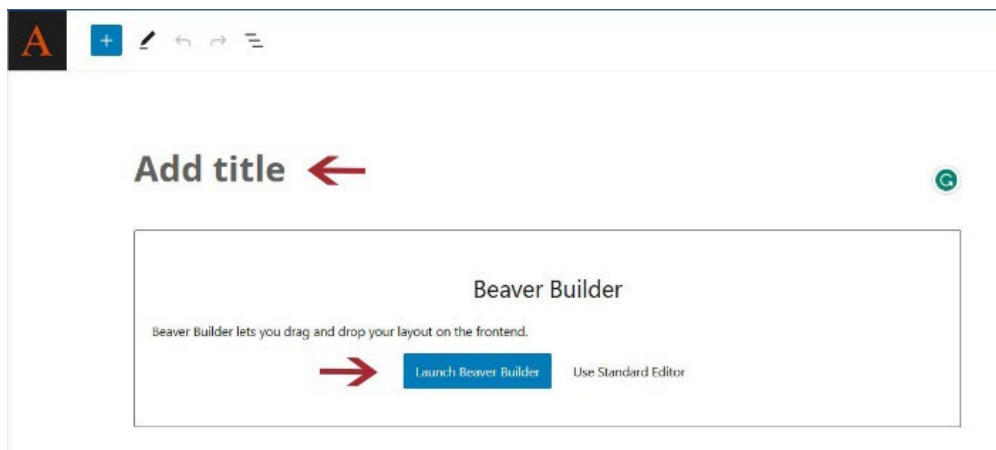 A
Add title
Beaver Builder
Beaver Builder lets you drag and drop your layout on the frontend.
Launch Beaver Builder Use Standard Editor